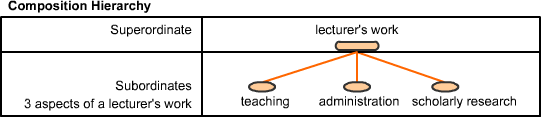 Composition Hierarchy
Superordinate
lecturer's work
Subordinates
3 aspects of a lecturer's work
teaching
administration
scholarly research